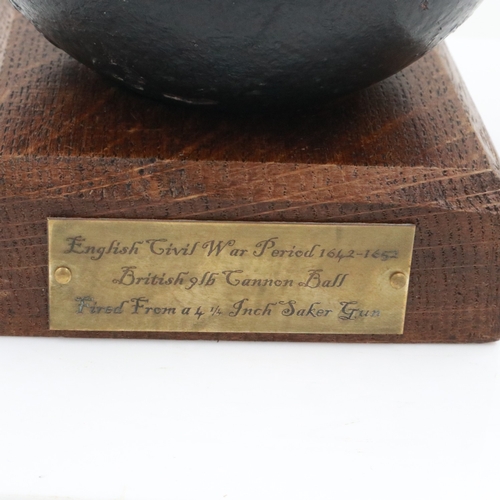 English Civil War Period 1642-1652
British 9lb Cannon Ball
Fired From a 4 ¼ Inch Saker Gun